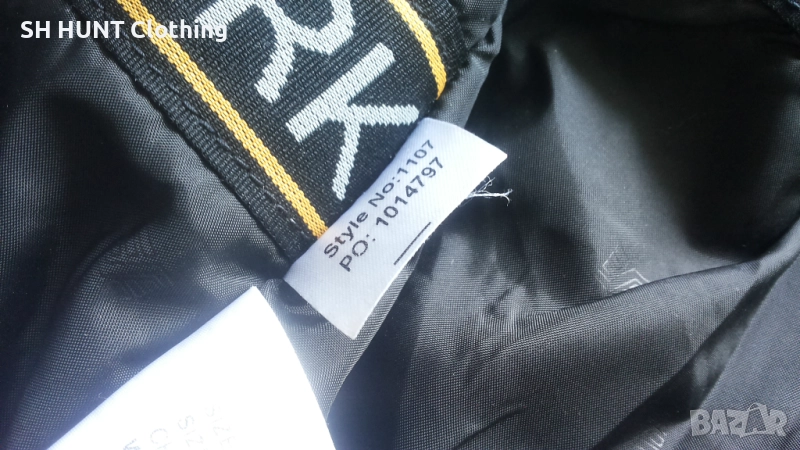 SH HUNT Clothing
RK
Style No:1107
PO: 1014797
BAZAR